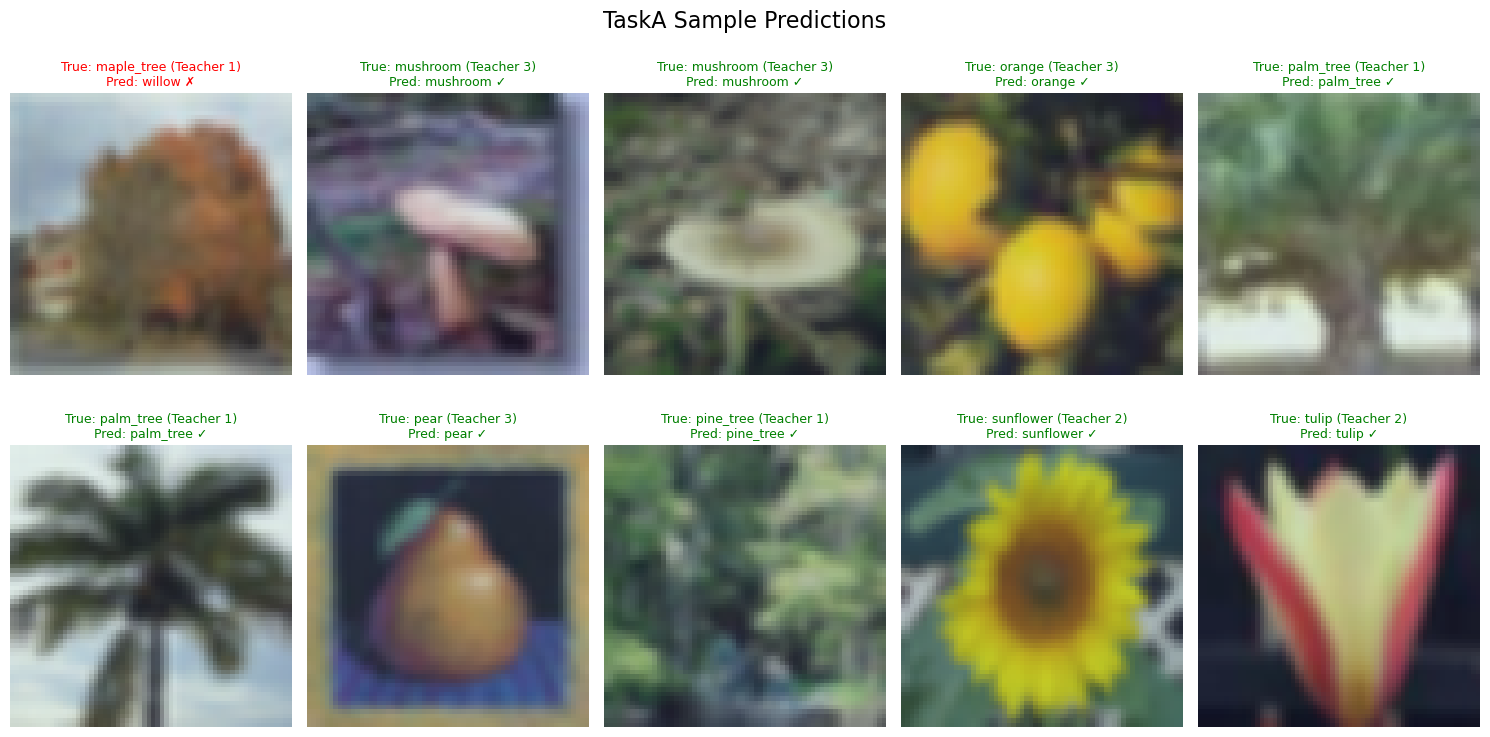 TaskA Sample Predictions
True: maple_tree (Teacher 1)
Pred: willow ✗
True: mushroom (Teacher 3)
Pred: mushroom ✓
True: mushroom (Teacher 3)
Pred: mushroom ✓
True: orange (Teacher 3)
Pred: orange ✓
True: palm_tree (Teacher 1)
Pred: palm_tree ✓
True: palm_tree (Teacher 1)
Pred: palm_tree ✓
True: pear (Teacher 3)
Pred: pear ✓
True: pine_tree (Teacher 1)
Pred: pine_tree ✓
True: sunflower (Teacher 2)
Pred: sunflower ✓
True: tulip (Teacher 2)
Pred: tulip ✓